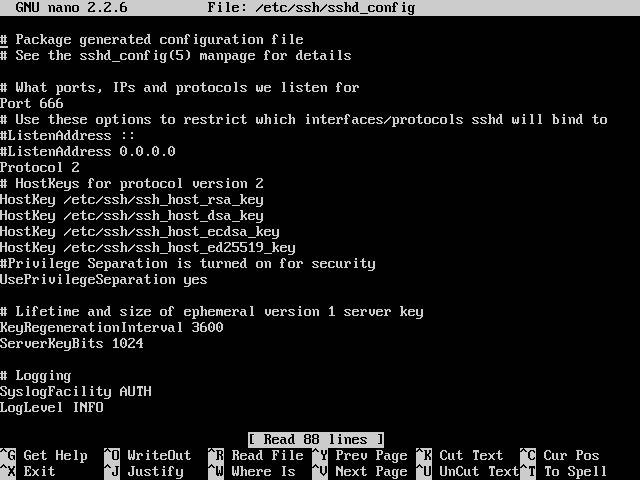 GNU nano 2.2.6 File: /etc/ssh/sshd_config
# Package generated configuration file
# See the sshd_config(5) manpage for details
# What ports, IPs and protocols we listen for
Port 666
# Use these options to restrict which interfaces/protocols sshd will bind to
#ListenAddress ::
#ListenAddress 0.0.0.0
Protocol 2
# HostKeys for protocol version 2
HostKey /etc/ssh/ssh_host_rsa_key
HostKey /etc/ssh/ssh_host_dsa_key
HostKey /etc/ssh/ssh_host_ecdsa_key
HostKey /etc/ssh/ssh_host_ed25519_key
#Privilege Separation is turned on for security
UsePrivilegeSeparation yes
# Lifetime and size of ephemeral version 1 server key
KeyRegenerationInterval 3600
ServerKeyBits 1024
# Logging
SyslogFacility AUTH
LogLevel INFO
[ Read 88 lines ]
^G Get Help ^O WriteOut ^R Read File ^Y Prev Page ^K Cut Text ^C Cur Pos
^X Exit ^J Justify ^W Where Is ^V Next Page ^U UnCut Text ^T To Spell